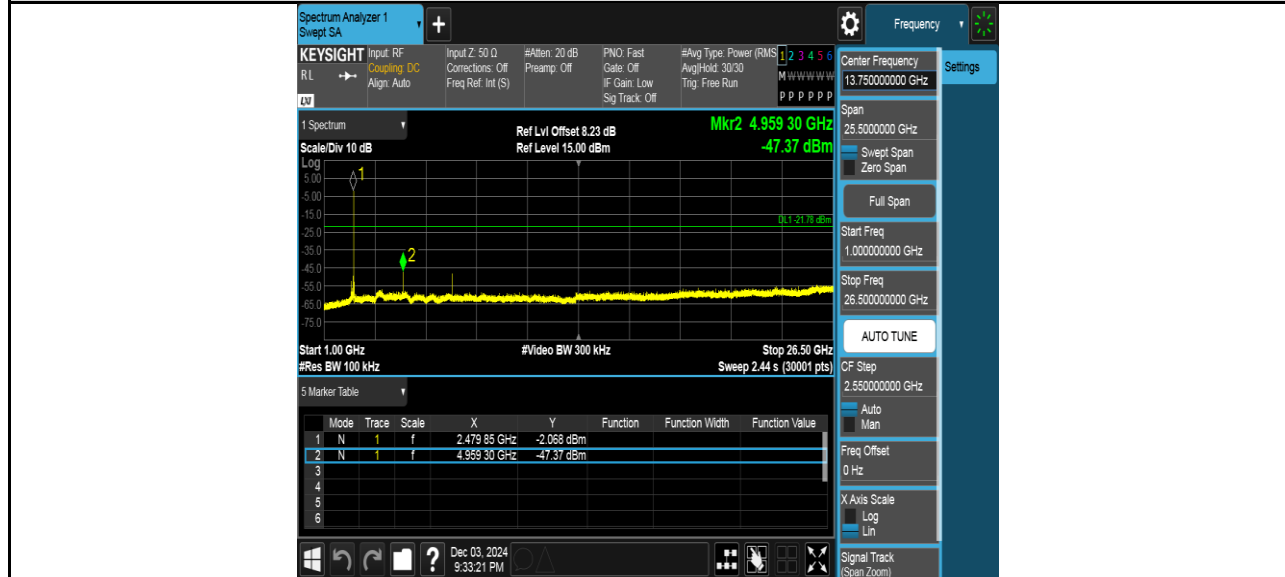 Spectrum Analyzer 1
Swept SA
+
Frequency
KEYSIGHT
RL
LXI
Input: RF
Coupling: DC
Align: Auto
Input Z: 50 Ω
Corrections: Off
Freq Ref: Int (S)
#Atten: 20 dB
Preamp: Off
PNO: Fast
Gate: Off
IF Gain: Low
Sig Track: Off
#Avg Type: Power (RMS
Avg|Hold: 30/30
Trig: Free Run
1 2 3 4 5 6
M W W W W W
P P P P P P
1 Spectrum
Scale/Div 10 dB
Ref Lvl Offset 8.23 dB
Ref Level 15.00 dBm
Mkr2 4.959 30 GHz
-47.37 dBm
Log
5.00
-5.00
-15.0
-25.0
-35.0
-45.0
-55.0
-65.0
-75.0
1
2
DL1 -21.78 dBm
Start 1.00 GHz
#Res BW 100 kHz
#Video BW 300 kHz
Stop 26.50 GHz
Sweep 2.44 s (30001 pts)
5 Marker Table
Mode Trace Scale X Y Function Function Width Function Value
1 N 1 f 2.479 85 GHz -2.068 dBm
2 N 1 f 4.959 30 GHz -47.37 dBm
3
4
5
6
?
Dec 03, 2024
9:33:21 PM
Center Frequency
13.750000000 GHz
Span
25.5000000 GHz
Swept Span
Zero Span
Full Span
Start Freq
1.000000000 GHz
Stop Freq
26.500000000 GHz
AUTO TUNE
CF Step
2.550000000 GHz
Auto
Man
Freq Offset
0 Hz
X Axis Scale
Log
Lin
Signal Track
(Span Zoom)
Settings